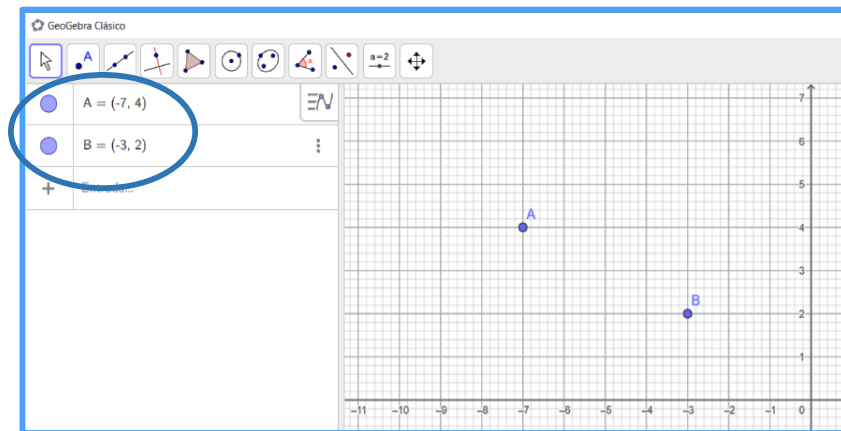 GeoGebra Clásico
A
a=2
A = (-7, 4)
B = (-3, 2)
Entrada...
7
6
5
A
4
3
B
2
1
-11 -10 -9 -8 -7 -6 -5 -4 -3 -2 -1 0